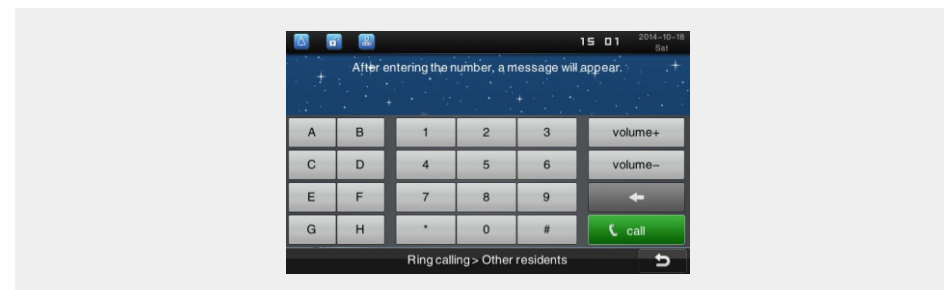 15 01 2014-10-18
Sat
After entering the number, a message will appear.
A B 1 2 3 volume+
C D 4 5 6 volume-
E F 7 8 9
G H * 0 # call
Ring calling > Other residents